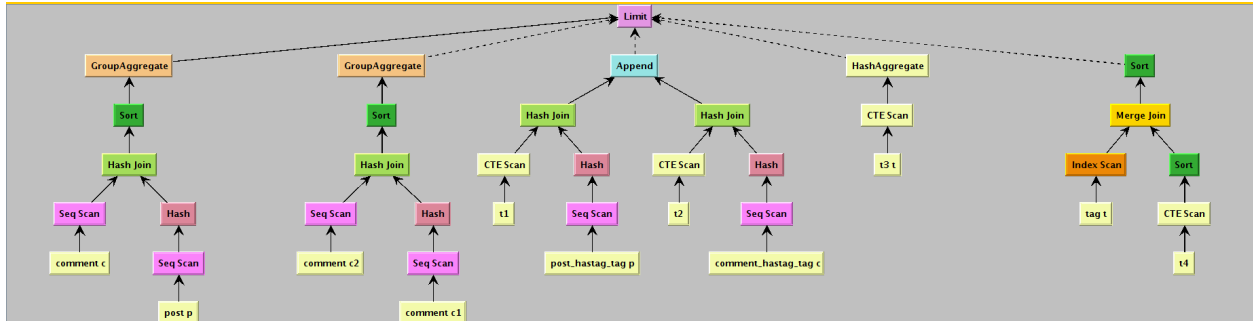 Limit
GroupAggregate
GroupAggregate
Append
HashAggregate
Sort
Sort
Sort
Hash Join
Hash Join
CTE Scan
Merge Join
Hash Join
Hash Join
CTE Scan
Hash
CTE Scan
Hash
t3 t
Index Scan
Sort
Seq Scan
Hash
Seq Scan
Hash
t1
Seq Scan
t2
Seq Scan
tag t
CTE Scan
comment c
Seq Scan
comment c2
Seq Scan
post_hastag_tag p
comment_hastag_tag c
t4
post p
comment c1